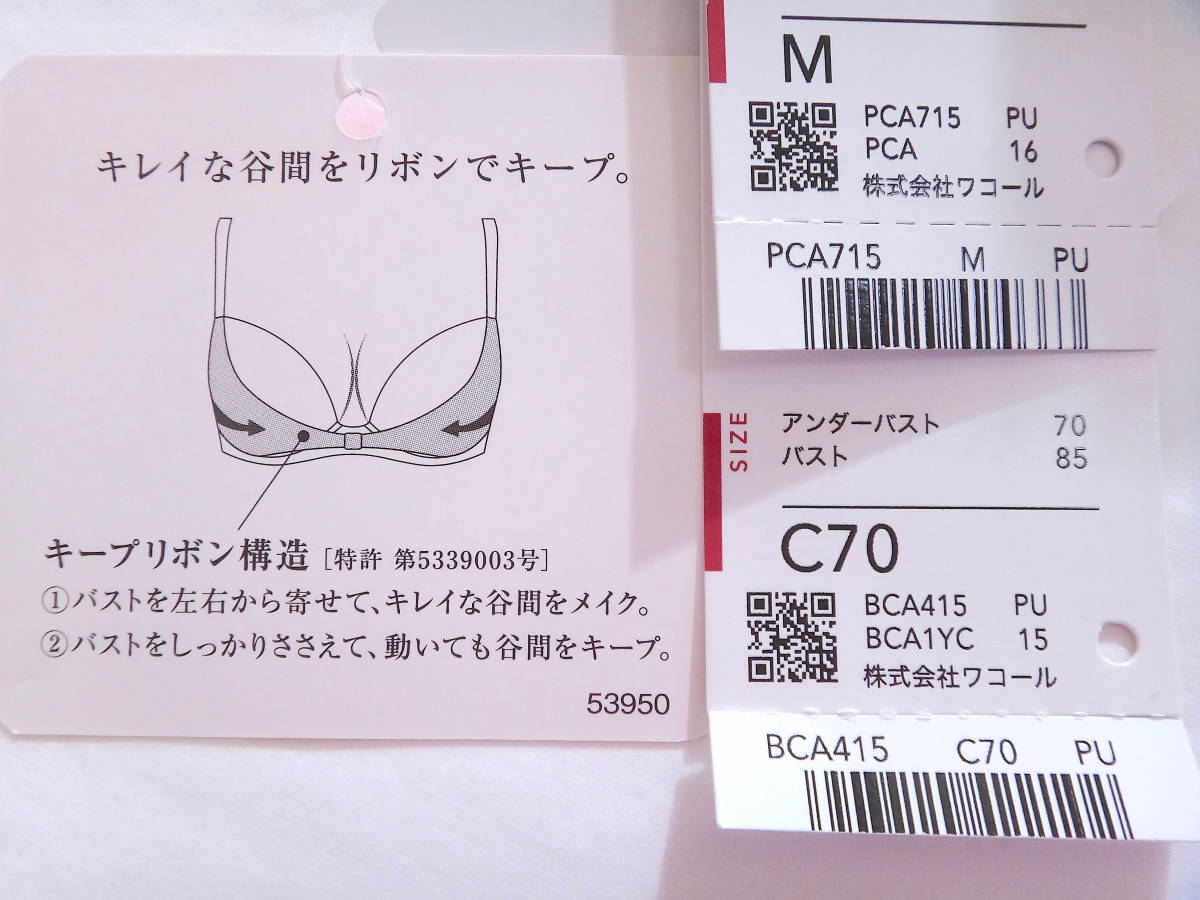 キレイな谷間をリボンでキープ。
キープリボン構造 [特許 第5339003号]
①バストを左右から寄せて、キレイな谷間をメイク。
②バストをしっかりささえて、動いても谷間をキープ。
53950
M
PCA715 PU
PCA 16
株式会社ワコール
PCA715 M PU
SIZE
アンダーバスト 70
バスト 85
C70
BCA415 PU
BCA1YC 15
株式会社ワコール
BCA415 C70 PU